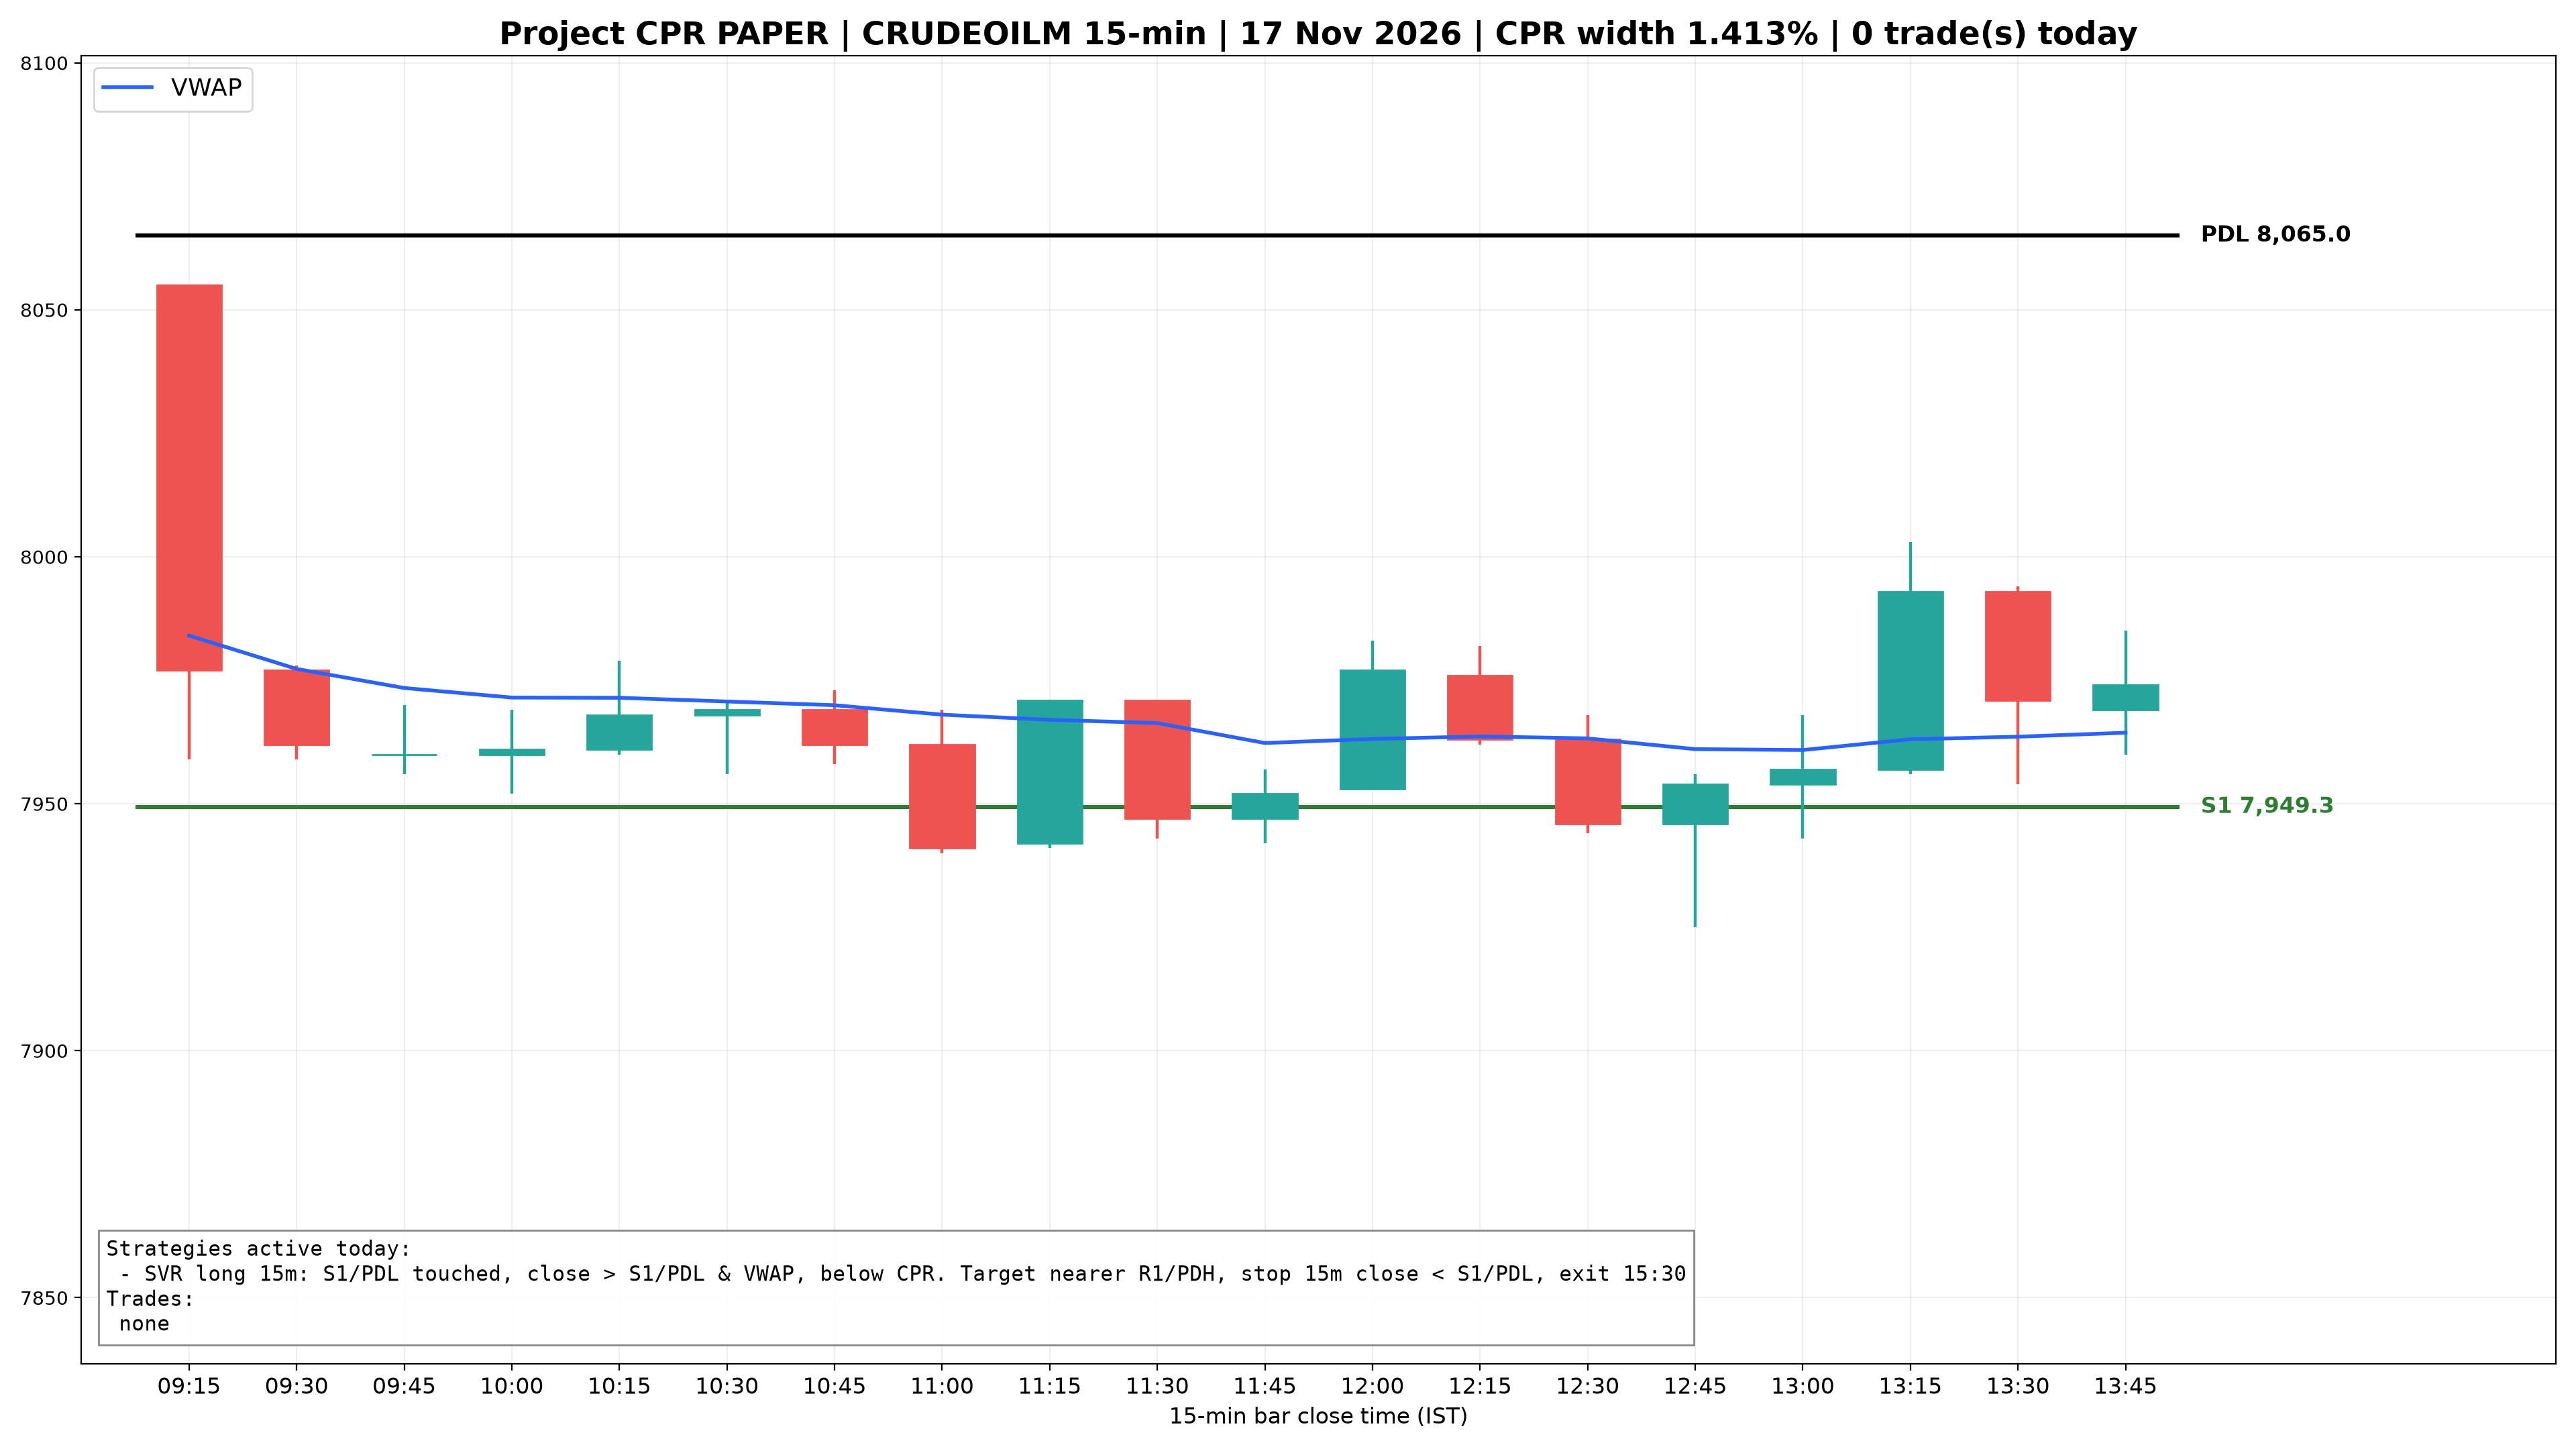 Project CPR PAPER | CRUDEOILM 15-min | 17 Nov 2026 | CPR width 1.413% | 0 trade(s) today
VWAP
8100
8050
8000
7950
7900
7850
PDL 8,065.0
S1 7,949.3
Strategies active today:
- SVR long 15m: S1/PDL touched, close > S1/PDL & VWAP, below CPR. Target nearer R1/PDH, stop 15m close < S1/PDL, exit 15:30
Trades:
none
09:15 09:30 09:45 10:00 10:15 10:30 10:45 11:00 11:15 11:30 11:45 12:00 12:15 12:30 12:45 13:00 13:15 13:30 13:45
15-min bar close time (IST)